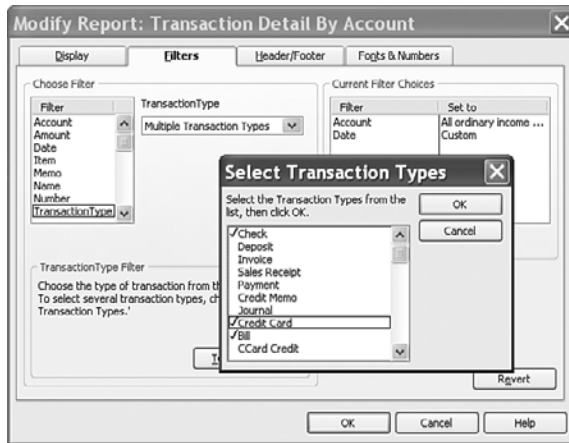 Modify Report: Transaction Detail By Account
Display
Filters
Header/Footer
Fonts & Numbers
Choose Filter
Filter
Account
Amount
Date
Item
Memo
Name
Number
TransactionType
TransactionType
Multiple Transaction Types
Current Filter Choices
Filter Set to
Account All ordinary income ...
Date Custom
TransactionType Filter
Choose the type of transaction from th
To select several transaction types, ch
Transaction Types.'
Select Transaction Types
Select the Transaction Types from the
list, then click OK.
Check
Deposit
Invoice
Sales Receipt
Payment
Credit Memo
Journal
Credit Card
Bill
CCard Credit
OK
Cancel
Revert
OK
Cancel
Help